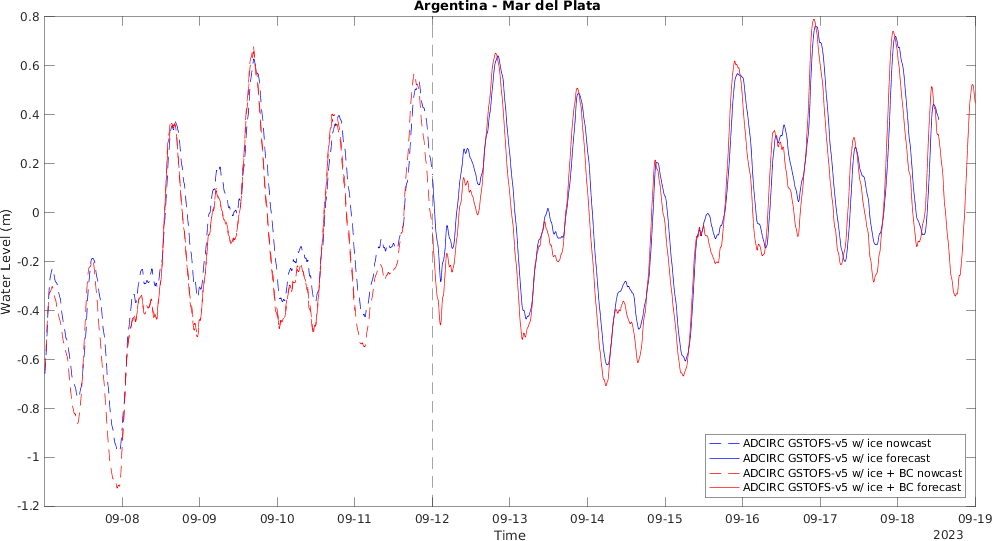 Argentina - Mar del Plata
0.8
0.6
0.4
0.2
0
-0.2
-0.4
-0.6
-0.8
-1
-1.2
Water Level (m)
09-08 09-09 09-10 09-11 09-12 09-13 09-14 09-15 09-16 09-17 09-18 09-19
Time
2023
ADCIRC GSTOFS-v5 w/ ice nowcast
ADCIRC GSTOFS-v5 w/ ice forecast
ADCIRC GSTOFS-v5 w/ ice + BC nowcast
ADCIRC GSTOFS-v5 w/ ice + BC forecast